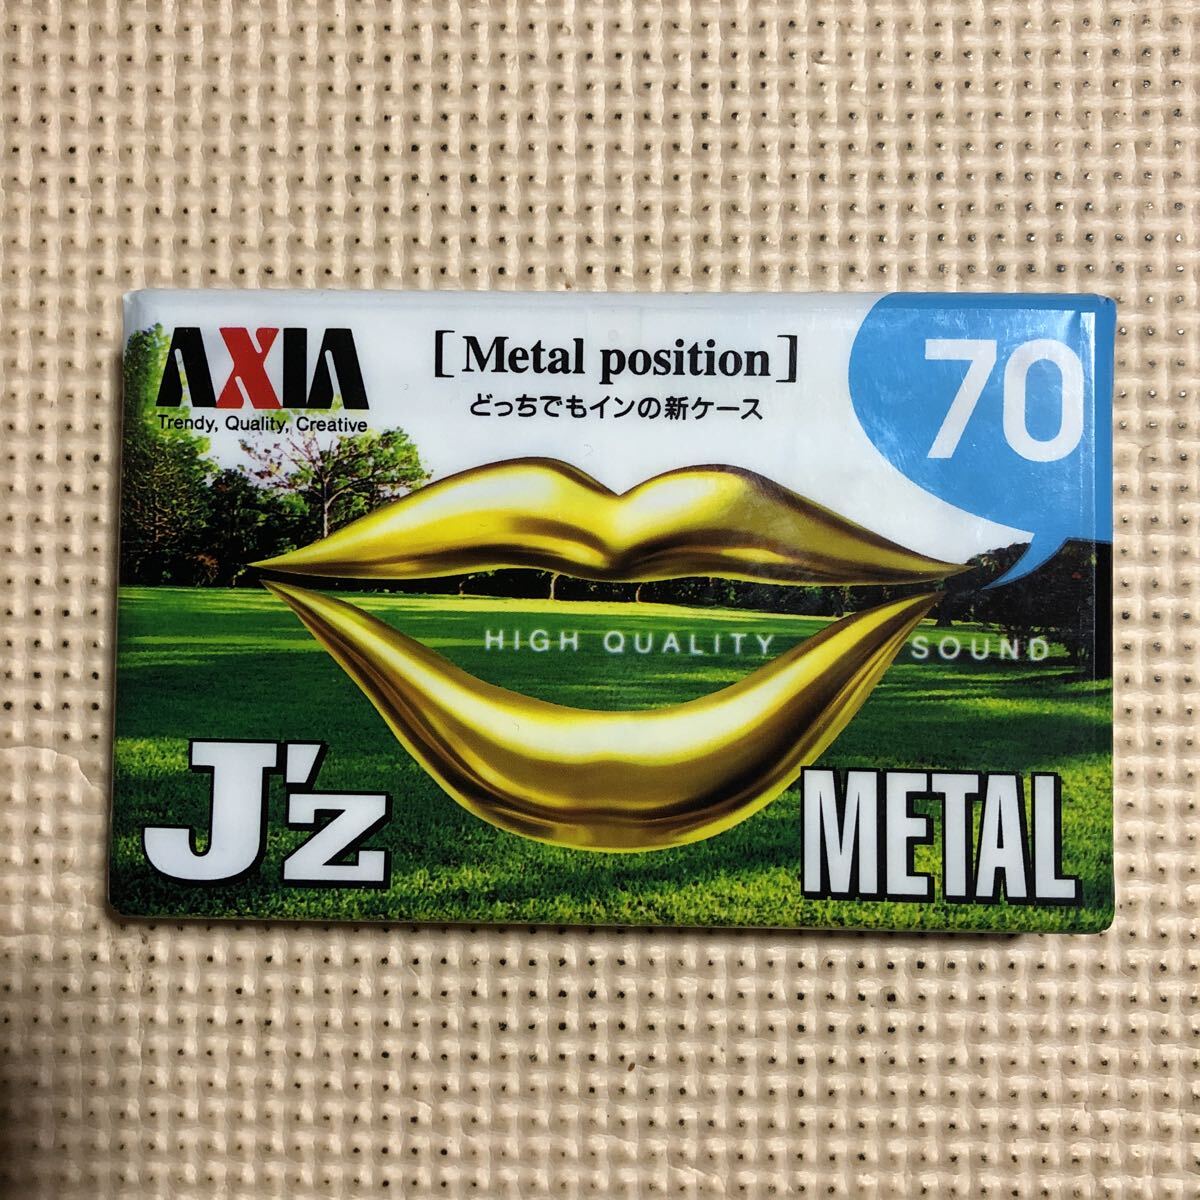 AXIA
Trendy, Quality, Creative
[Metal position]
どっちでもインの新ケース
70
HIGH QUALITY SOUND
J'z
METAL